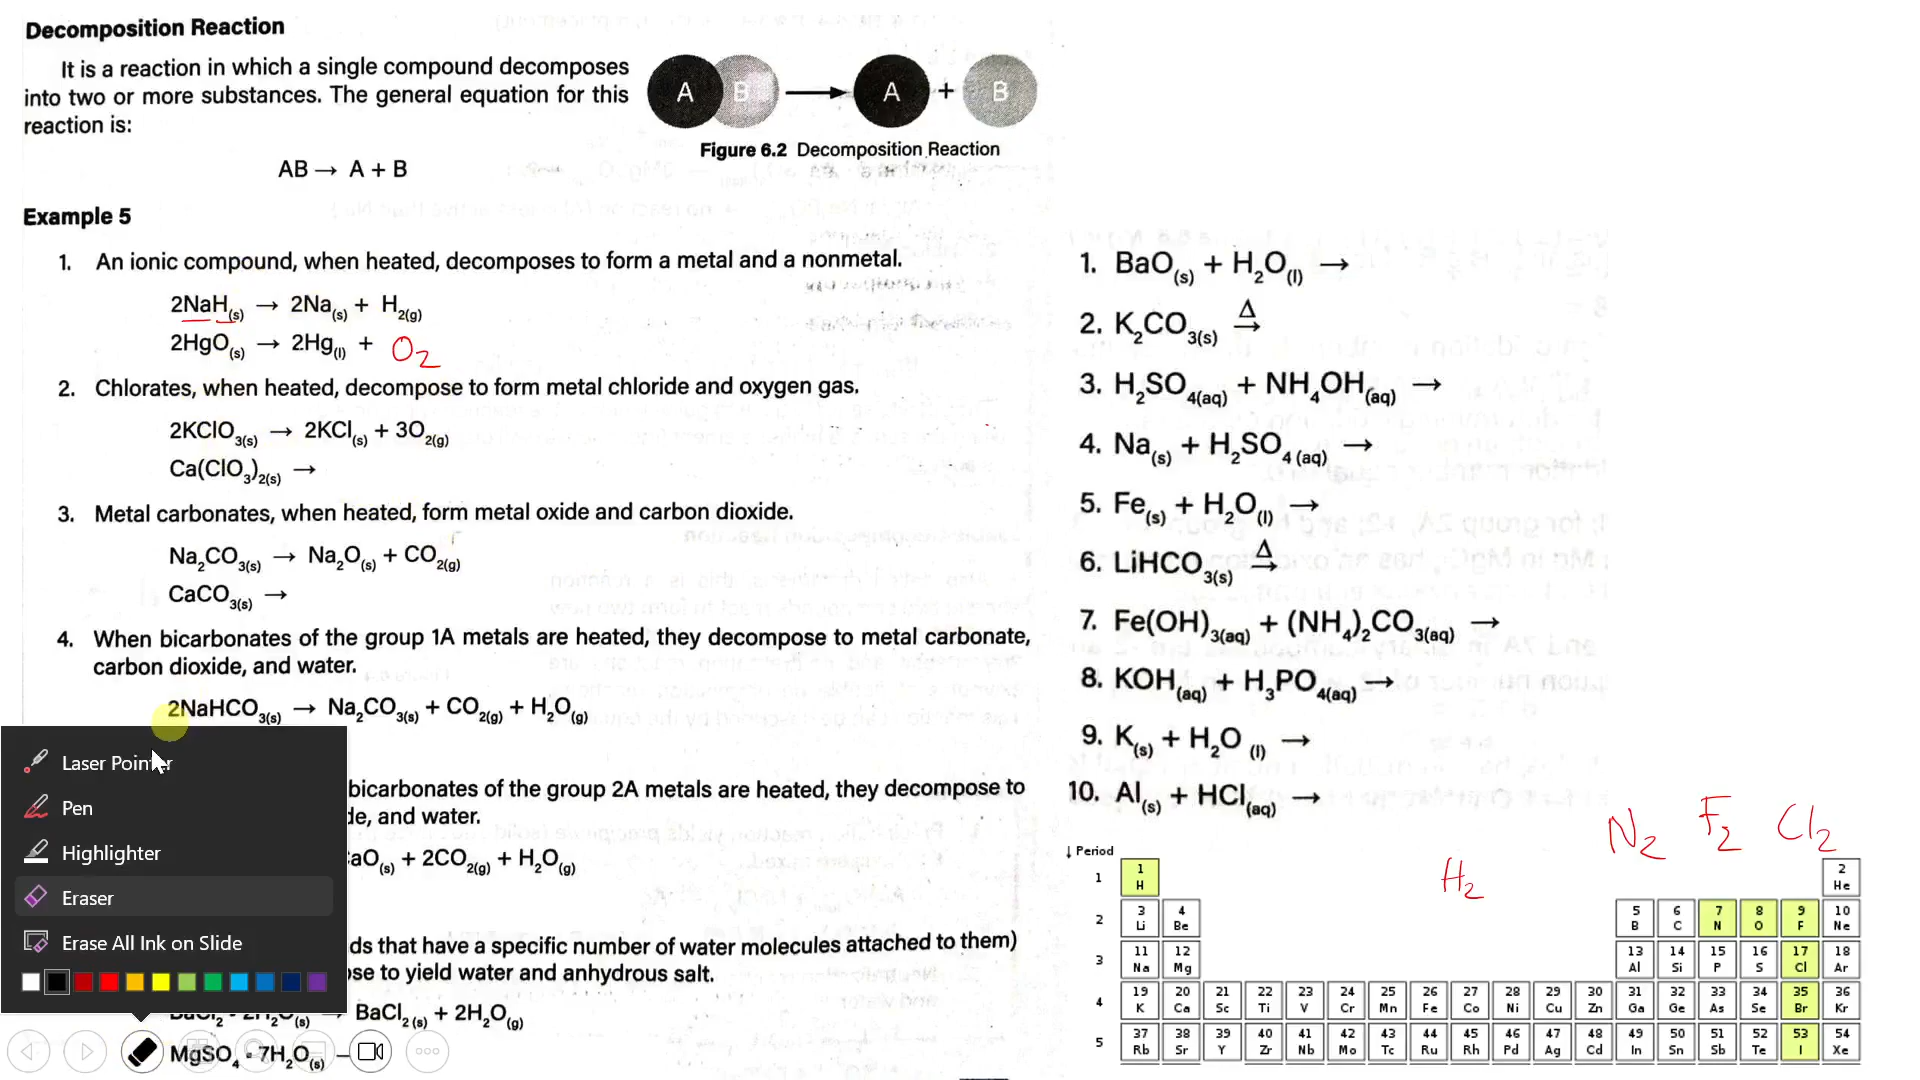 Decomposition Reaction
It is a reaction in which a single compound decomposes
into two or more substances. The general equation for this
reaction is:
AB → A + B
A B → A + B
Figure 6.2 Decomposition Reaction
Example 5
1. An ionic compound, when heated, decomposes to form a metal and a nonmetal.
2NaH(s) → 2Na(s) + H2(g)
2HgO(s) → 2Hg(l) + O2
2. Chlorates, when heated, decompose to form metal chloride and oxygen gas.
2KClO3(s) → 2KCl(s) + 3O2(g)
Ca(ClO3)2(s) →
3. Metal carbonates, when heated, form metal oxide and carbon dioxide.
Na2CO3(s) → Na2O(s) + CO2(g)
CaCO3(s) →
4. When bicarbonates of the group 1A metals are heated, they decompose to metal carbonate,
carbon dioxide, and water.
2NaHCO3(s) → Na2CO3(s) + CO2(g) + H2O(g)
bicarbonates of the group 2A metals are heated, they decompose to
de, and water.
aO(s) + 2CO2(g) + H2O(g)
ds that have a specific number of water molecules attached to them)
ose to yield water and anhydrous salt.
BaCl2 • 2H2O(s) → BaCl2(s) + 2H2O(g)
MgSO4 • 7H2O(s)
Laser Pointer
Pen
Highlighter
Eraser
Erase All Ink on Slide
1. BaO(s) + H2O(l) →
2. K2CO3(s) Δ→
3. H2SO4(aq) + NH4OH(aq) →
4. Na(s) + H2SO4(aq) →
5. Fe(s) + H2O(l) →
6. LiHCO3(s) Δ→
7. Fe(OH)3(aq) + (NH4)2CO3(aq) →
8. KOH(aq) + H3PO4(aq) →
9. K(s) + H2O(l) →
10. Al(s) + HCl(aq) →
N2 F2 Cl2
H2
↓ Period
1 1 H 2 He
2 3 Li 4 Be 5 B 6 C 7 N 8 O 9 F 10 Ne
3 11 Na 12 Mg 13 Al 14 Si 15 P 16 S 17 Cl 18 Ar
4 19 K 20 Ca 21 Sc 22 Ti 23 V 24 Cr 25 Mn 26 Fe 27 Co 28 Ni 29 Cu 30 Zn 31 Ga 32 Ge 33 As 34 Se 35 Br 36 Kr
5 37 Rb 38 Sr 39 Y 40 Zr 41 Nb 42 Mo 43 Tc 44 Ru 45 Rh 46 Pd 47 Ag 48 Cd 49 In 50 Sn 51 Sb 52 Te 53 I 54 Xe